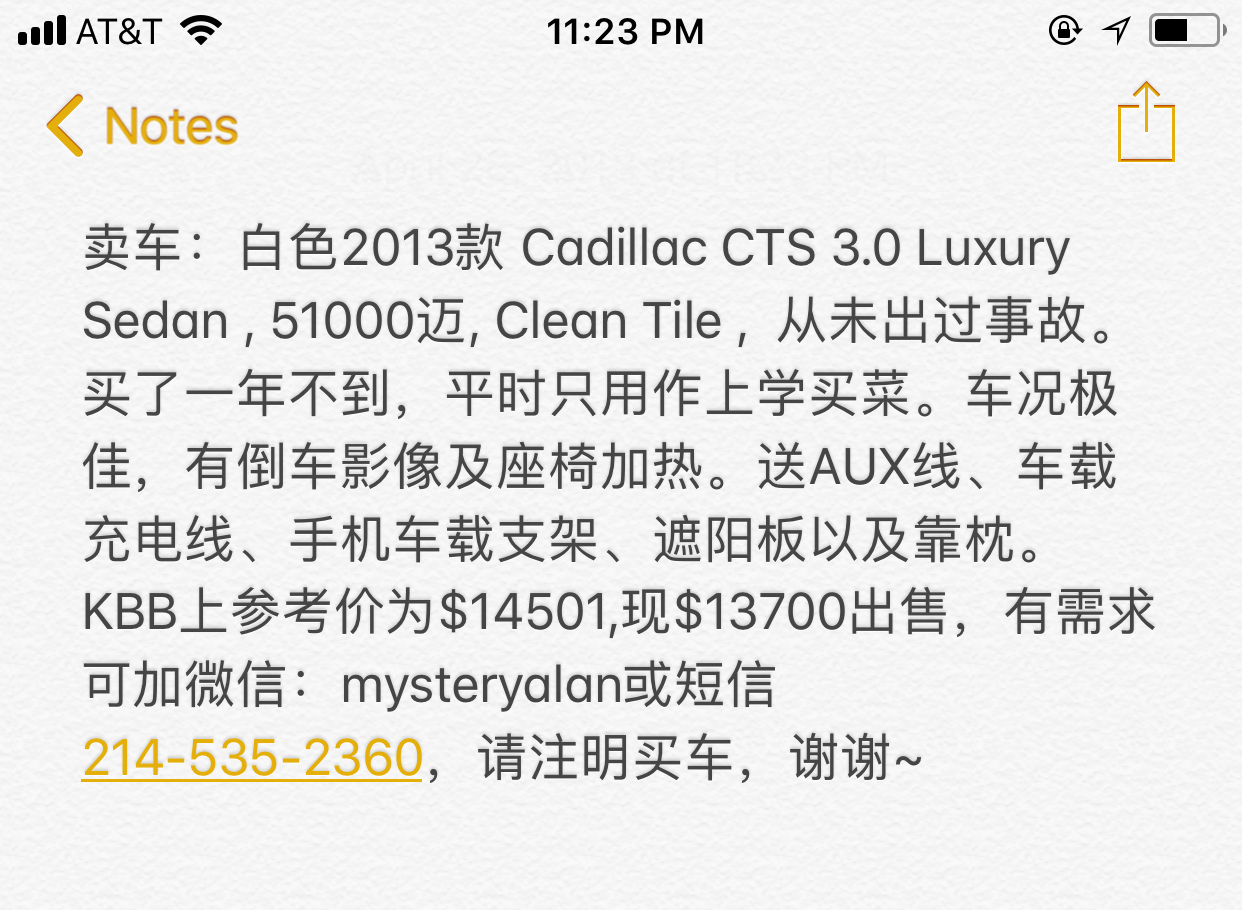 AT&T 11:23 PM
Notes
卖车：白色2013款 Cadillac CTS 3.0 Luxury
Sedan , 51000迈, Clean Tile ，从未出过事故。
买了一年不到，平时只用作上学买菜。车况极
佳，有倒车影像及座椅加热。送AUX线、车载
充电线、手机车载支架、遮阳板以及靠枕。
KBB上参考价为$14501,现$13700出售，有需求
可加微信：mysteryalan或短信
214-535-2360，请注明买车，谢谢~